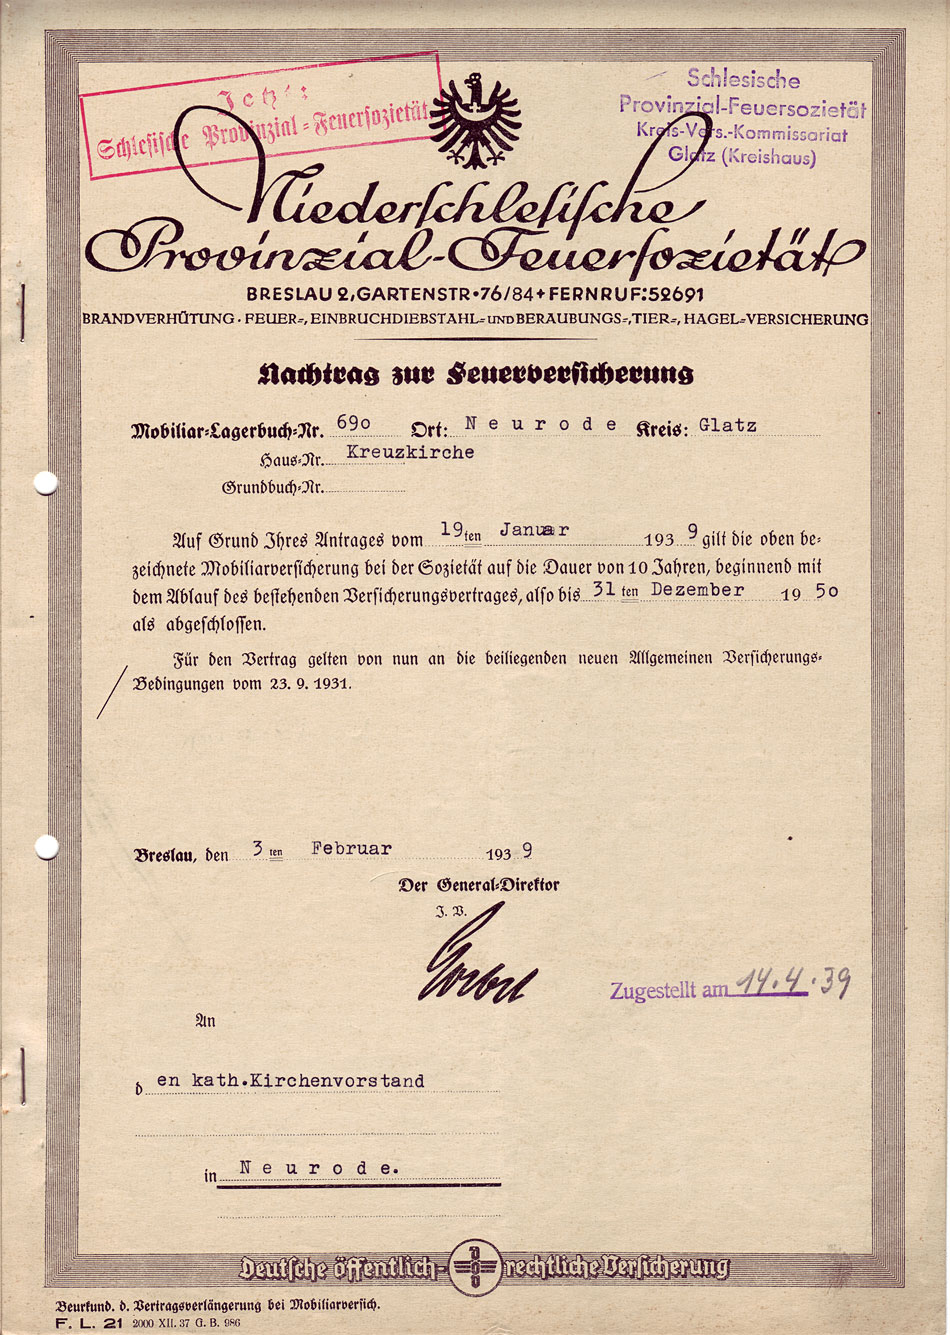 Jetzt:
Schlesische Provinzial-Feuersozietät.
Schlesische
Provinzial-Feuersozietät
Kreis-Vers.-Kommissariat
Glatz (Kreishaus)
Niederschlesische
Provinzial-Feuersozietät
BRESLAU 2, GARTENSTR•76/84+FERNRUF:52691
BRANDVERHÜTUNG • FEUER-, EINBRUCHDIEBSTAHL- UND BERAUBUNGS-, TIER-, HAGEL-VERSICHERUNG
Nachtrag zur Feuerversicherung
Mobiliar-Lagerbuch-Nr. 690 Ort: Neurode Kreis: Glatz
Haus-Nr. Kreuzkirche
Grundbuch-Nr.
Auf Grund Ihres Antrages vom 19ten Januar 1939 gilt die oben be-
zeichnete Mobiliarversicherung bei der Sozietät auf die Dauer von 10 Jahren, beginnend mit
dem Ablauf des bestehenden Versicherungsvertrages, also bis 31ten Dezember 1950
als abgeschlossen.
Für den Vertrag gelten von nun an die beiliegenden neuen Allgemeinen Versicherungs-
Bedingungen vom 23. 9. 1931.
Breslau, den 3ten Februar 1939
Der General-Direktor
I. V.
Zugestellt am 14.4.39
An
den kath.Kirchenvorstand
in Neurode.
Deutsche öffentlich-rechtliche Versicherung
Beurkund. d. Vertragsverlängerung bei Mobiliarversich.
F. L. 21 2000 XII. 37 G. B. 986